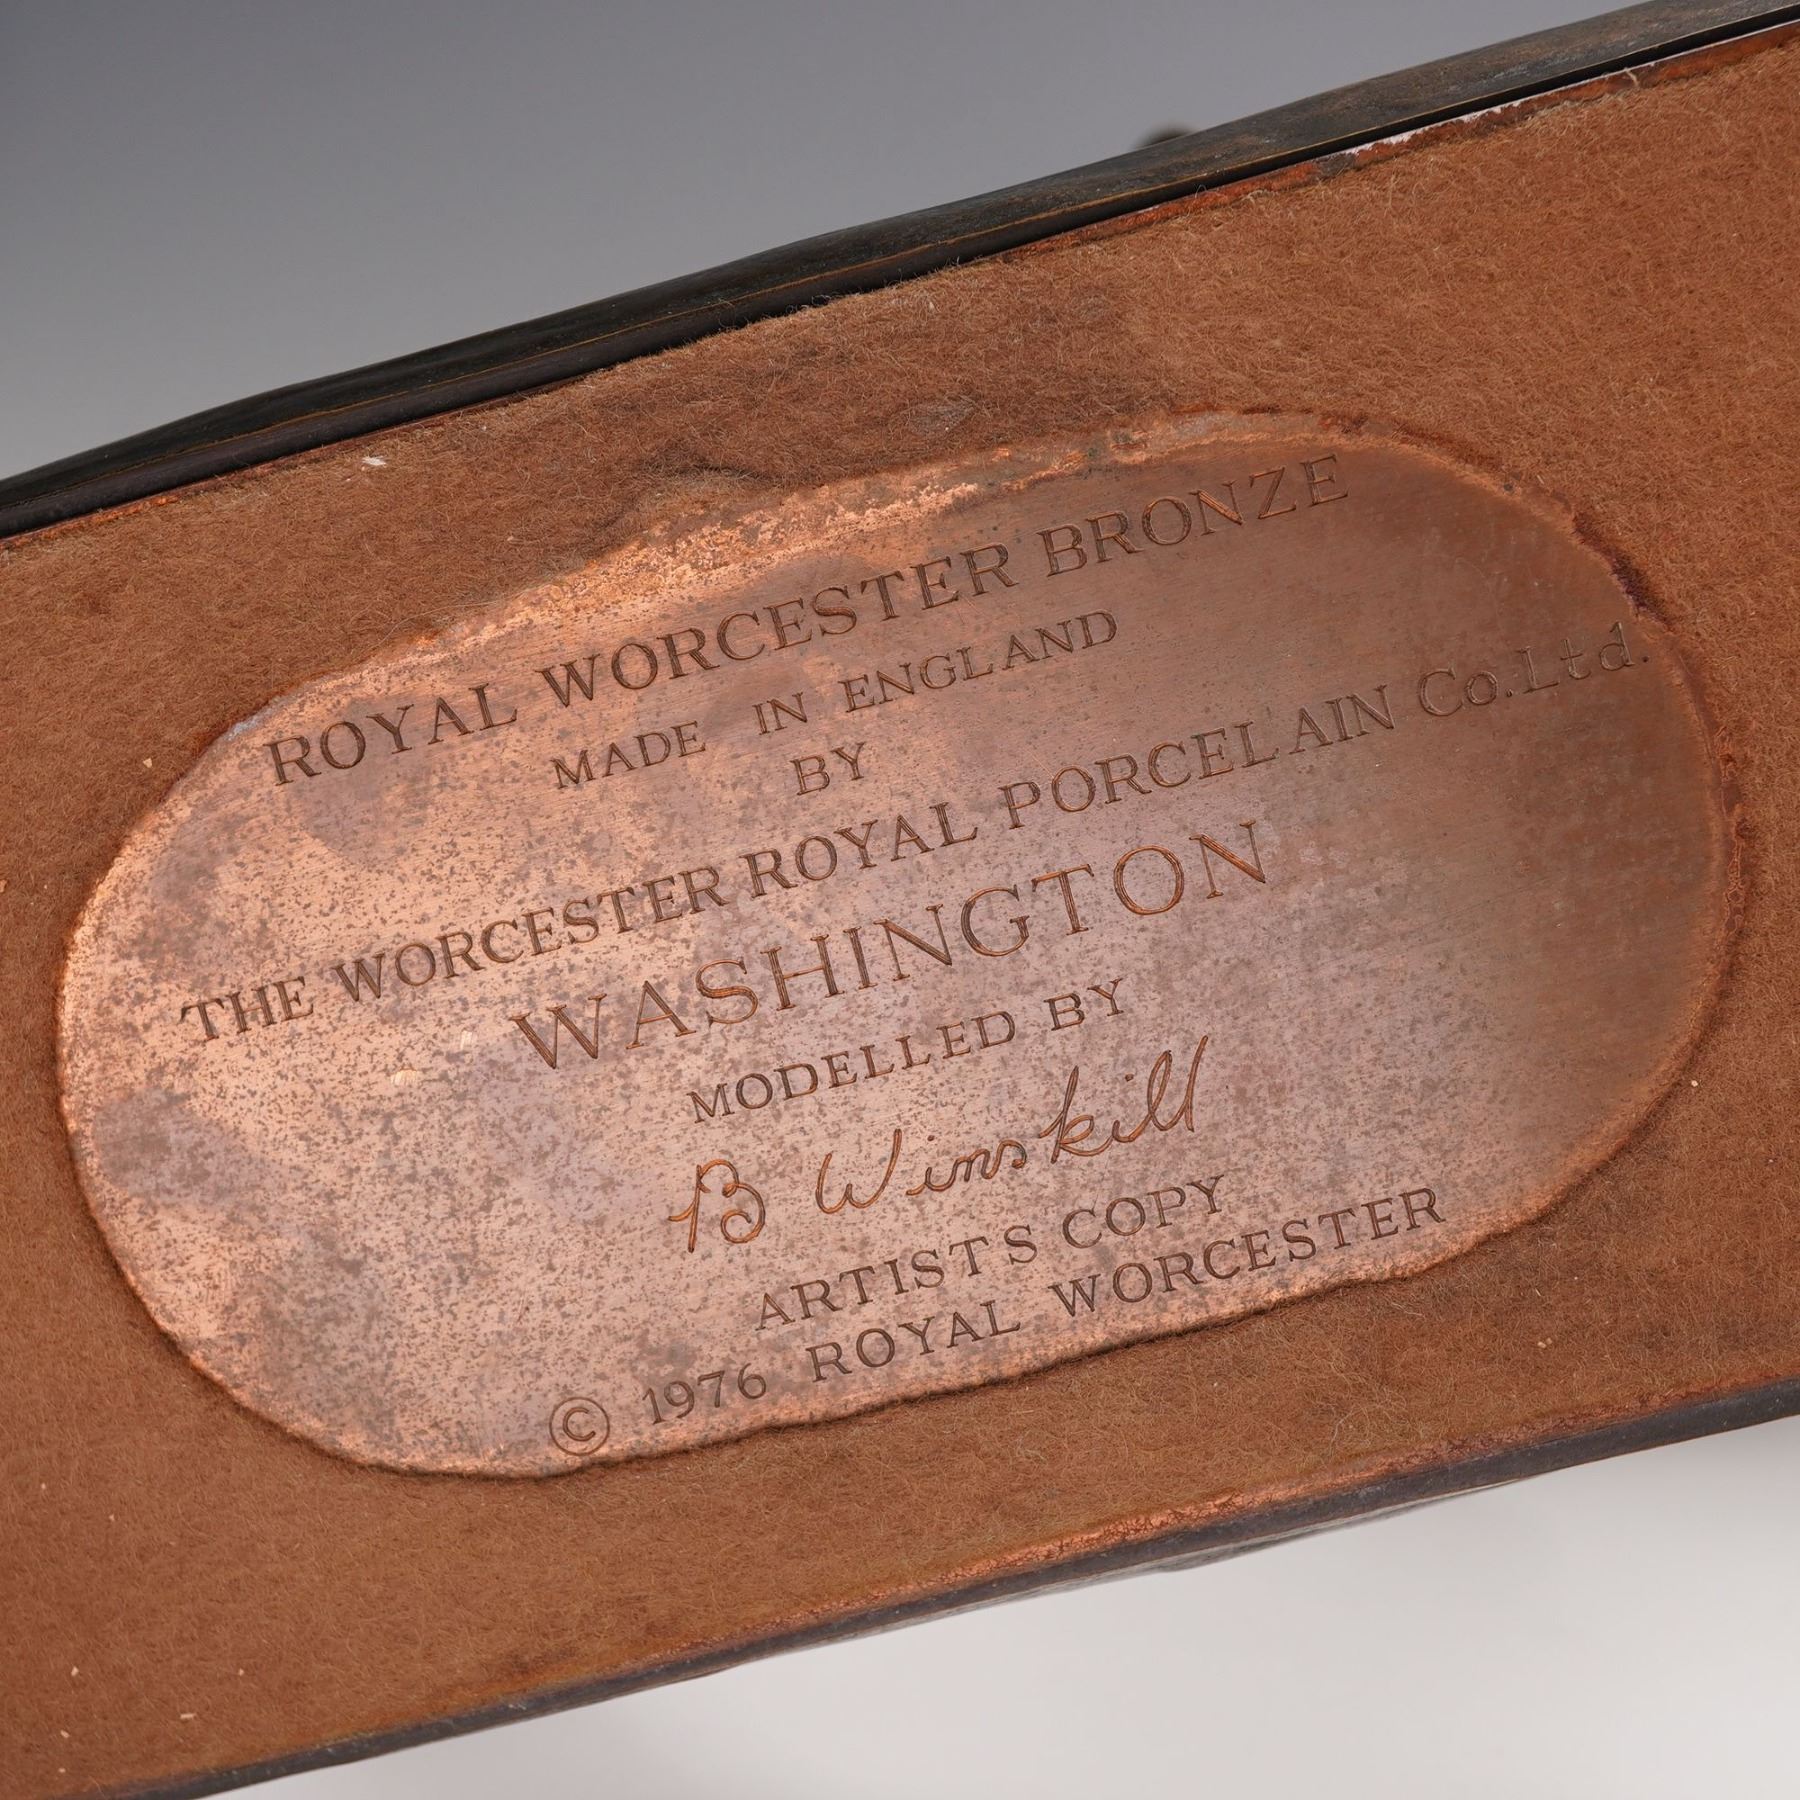 ROYAL WORCESTER BRONZE
MADE IN ENGLAND
BY
THE WORCESTER ROYAL PORCELAIN Co. Ltd.
WASHINGTON
MODELLED BY
B Winskill
ARTISTS COPY
© 1976 ROYAL WORCESTER